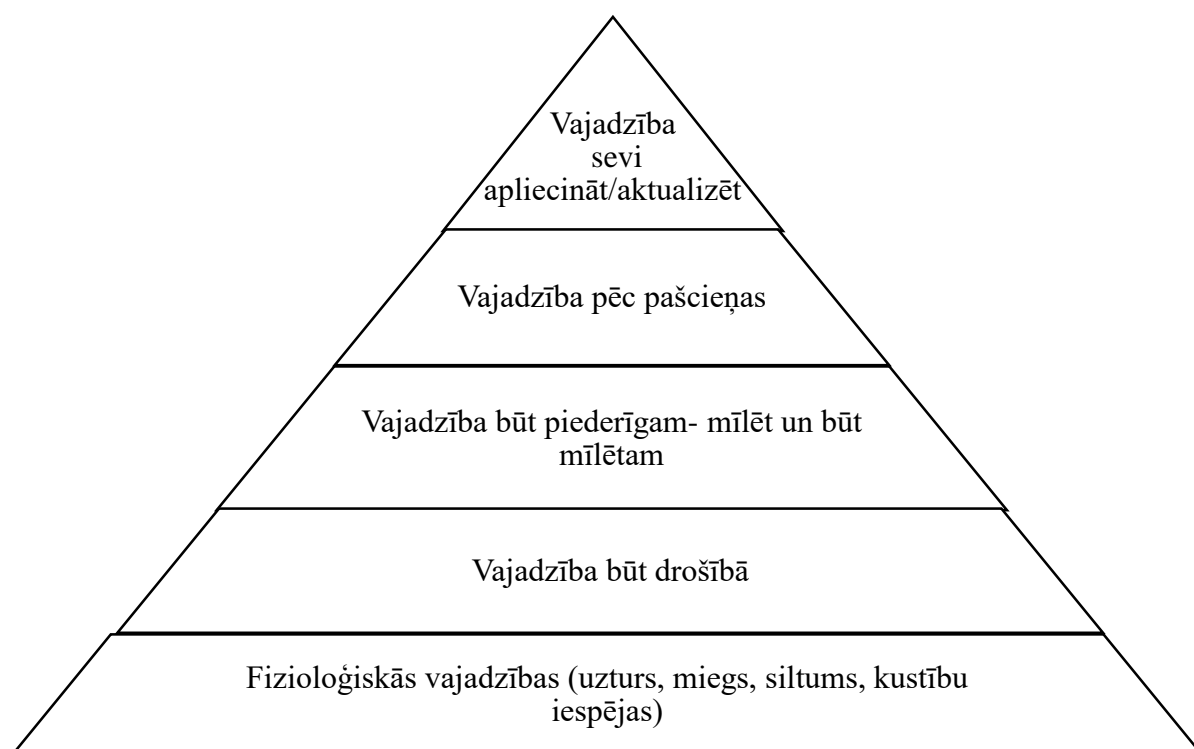 Vajadzība
sevi
apliecināt/aktualizēt
Vajadzība pēc pašcieņas
Vajadzība būt piederīgam- mīlēt un būt
mīlētam
Vajadzība būt drošībā
Fizioloģiskās vajadzības (uzturs, miegs, siltums, kustību
iespējas)